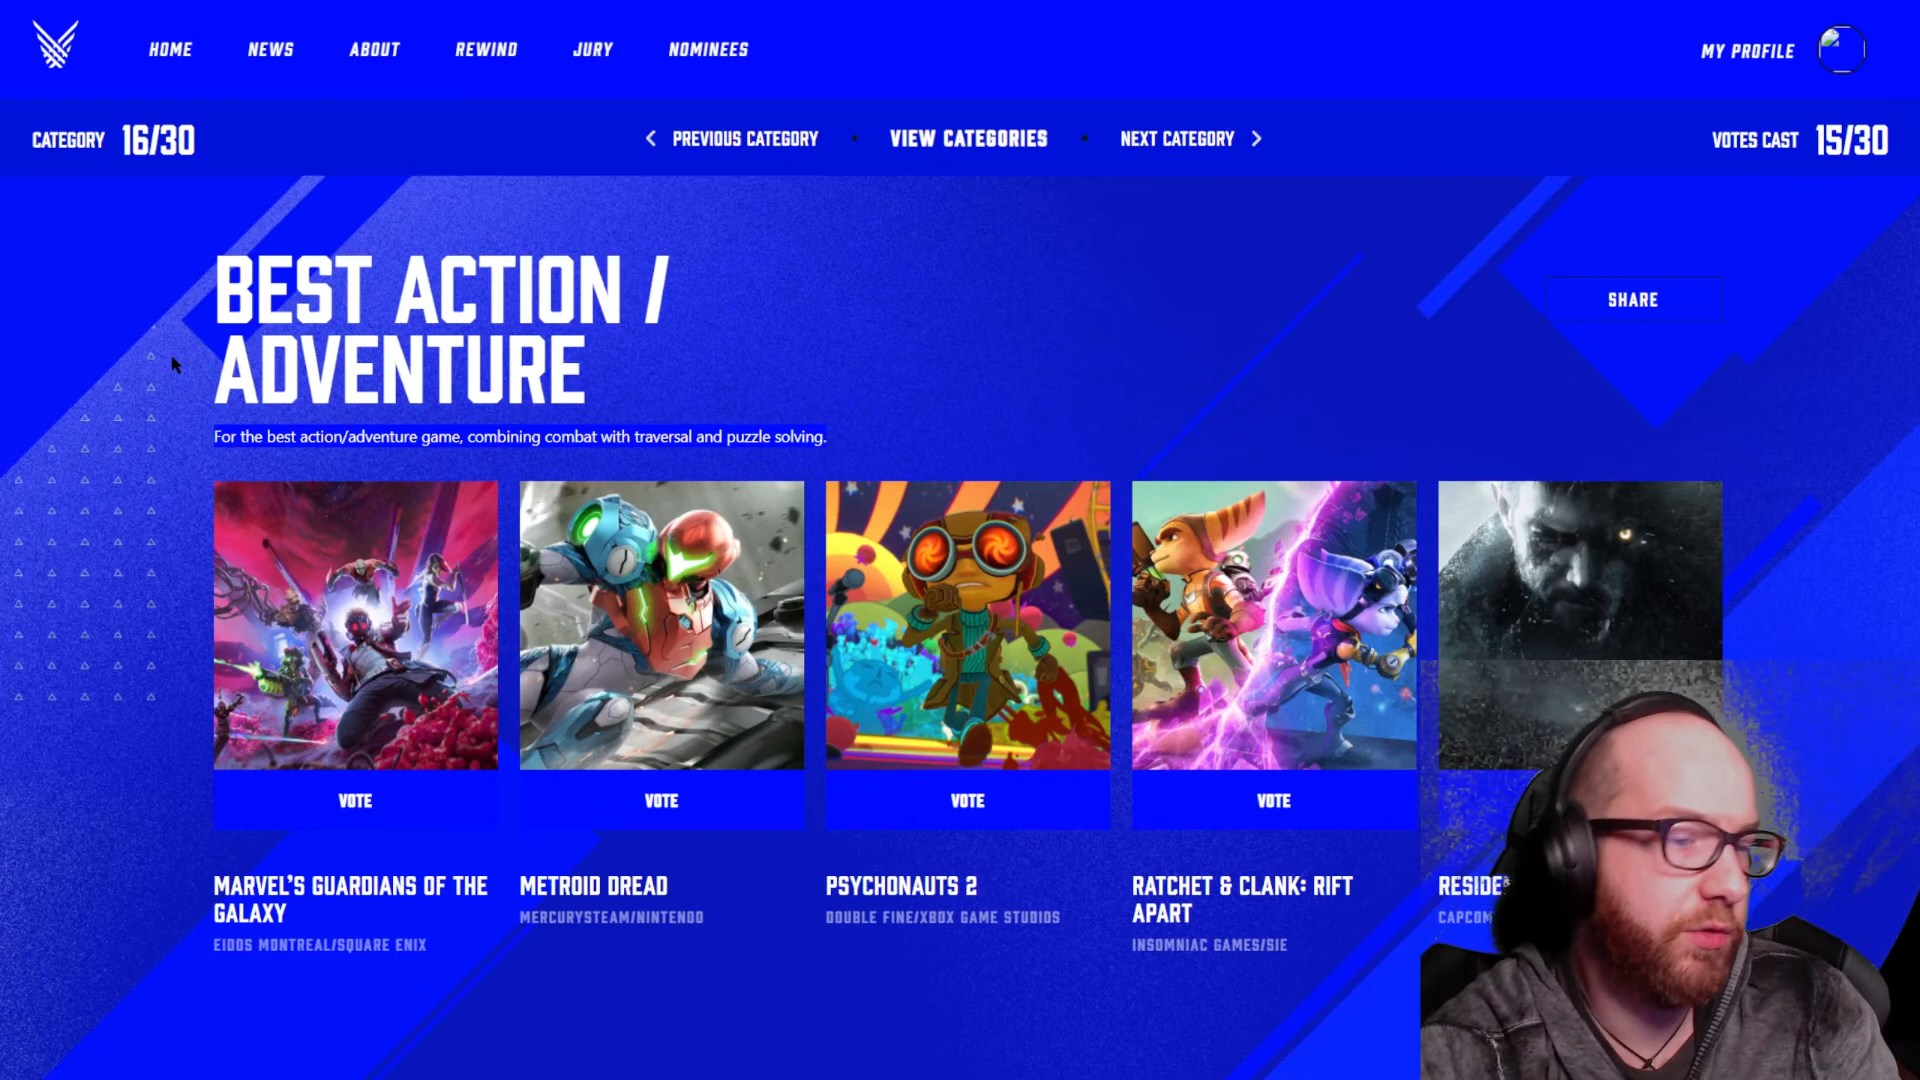 HOME NEWS ABOUT REWIND JURY NOMINEES MY PROFILE
CATEGORY 16/30 PREVIOUS CATEGORY VIEW CATEGORIES NEXT CATEGORY VOTES CAST 15/30
BEST ACTION /
ADVENTURE
SHARE
For the best action/adventure game, combining combat with traversal and puzzle solving.
VOTE VOTE VOTE VOTE
MARVEL'S GUARDIANS OF THE
GALAXY
EIDOS MONTREAL/SQUARE ENIX
METROID DREAD
MERCURYSTEAM/NINTENDO
PSYCHONAUTS 2
DOUBLE FINE/XBOX GAME STUDIOS
RATCHET & CLANK: RIFT
APART
INSOMNIAC GAMES/SIE
CAPCOM